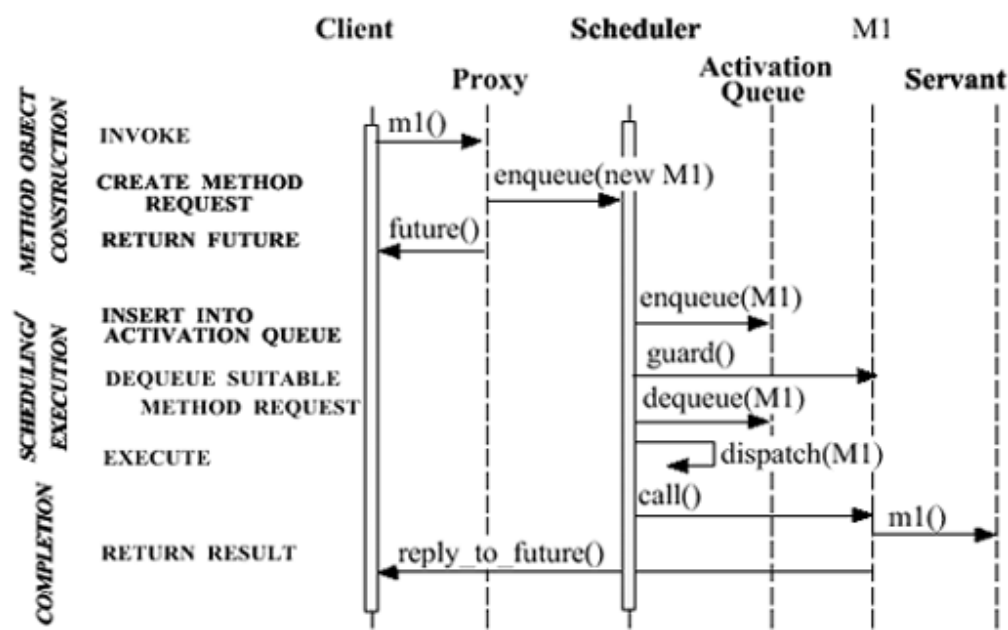 Client Scheduler M1
Proxy Activation Queue Servant
METHOD OBJECT
CONSTRUCTION
INVOKE
m1()
CREATE METHOD
REQUEST
enqueue(new M1)
RETURN FUTURE
future()
SCHEDULING/
EXECUTION
INSERT INTO
ACTIVATION QUEUE
enqueue(M1)
guard()
DEQUEUE SUITABLE
METHOD REQUEST
dequeue(M1)
EXECUTE
dispatch(M1)
call()
m1()
COMPLETION
RETURN RESULT
reply_to_future()